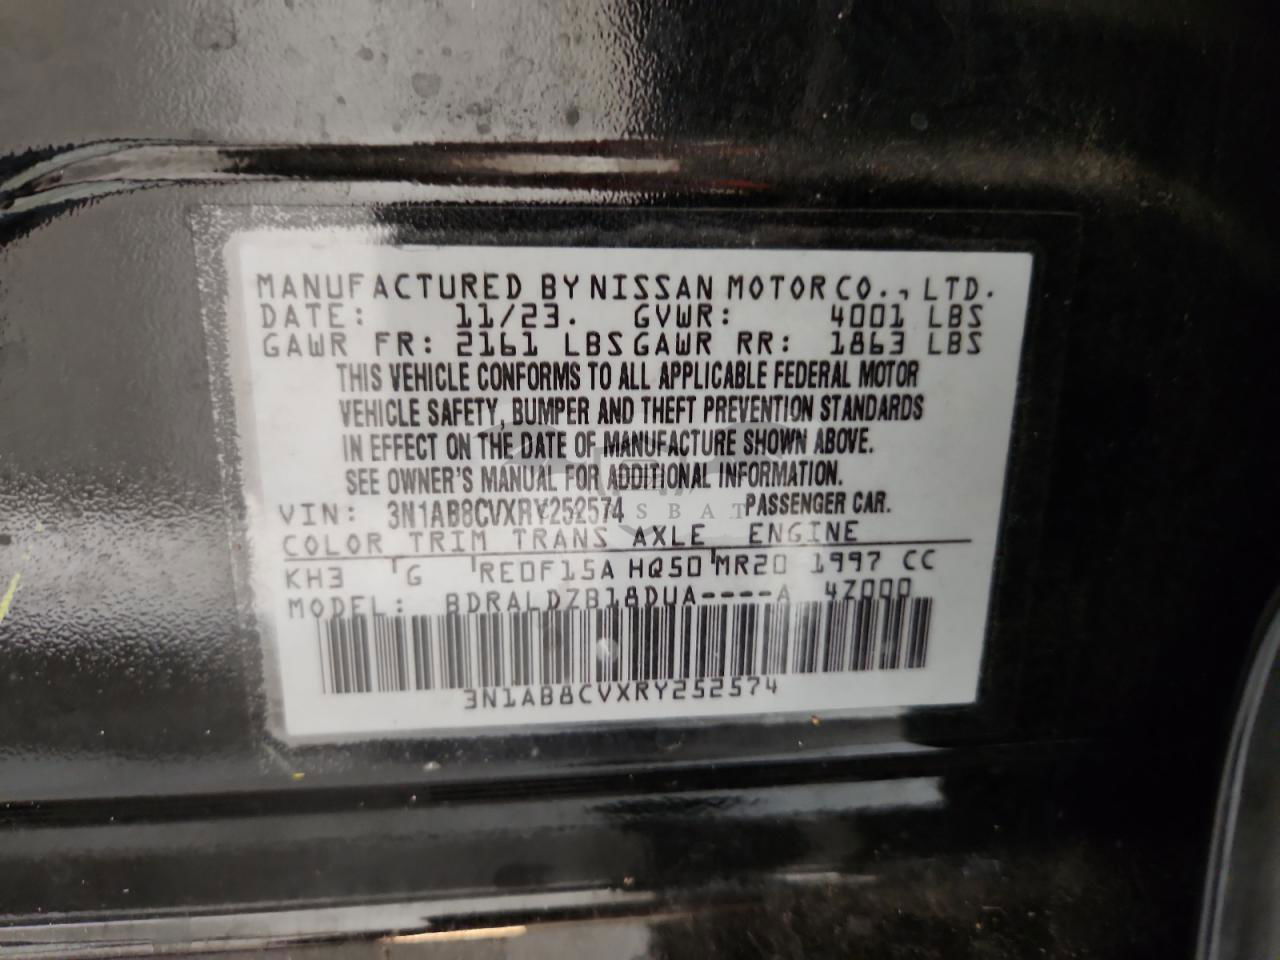 MANUFACTURED BY NISSAN MOTOR CO., LTD.
DATE: 11/23. GVWR: 4001 LBS
GAWR FR: 2161 LBS GAWR RR: 1863 LBS
THIS VEHICLE CONFORMS TO ALL APPLICABLE FEDERAL MOTOR
VEHICLE SAFETY, BUMPER AND THEFT PREVENTION STANDARDS
IN EFFECT ON THE DATE OF MANUFACTURE SHOWN ABOVE.
SEE OWNER'S MANUAL FOR ADDITIONAL INFORMATION.
VIN: 3N1AB8CVXRY252574 PASSENGER CAR.
COLOR TRIM TRANS AXLE ENGINE
KH3 G RE0F15A HQ50 MR20 1997 CC
MODEL: BDRALDZB18DUA----A 4Z000
3N1AB8CVXRY252574